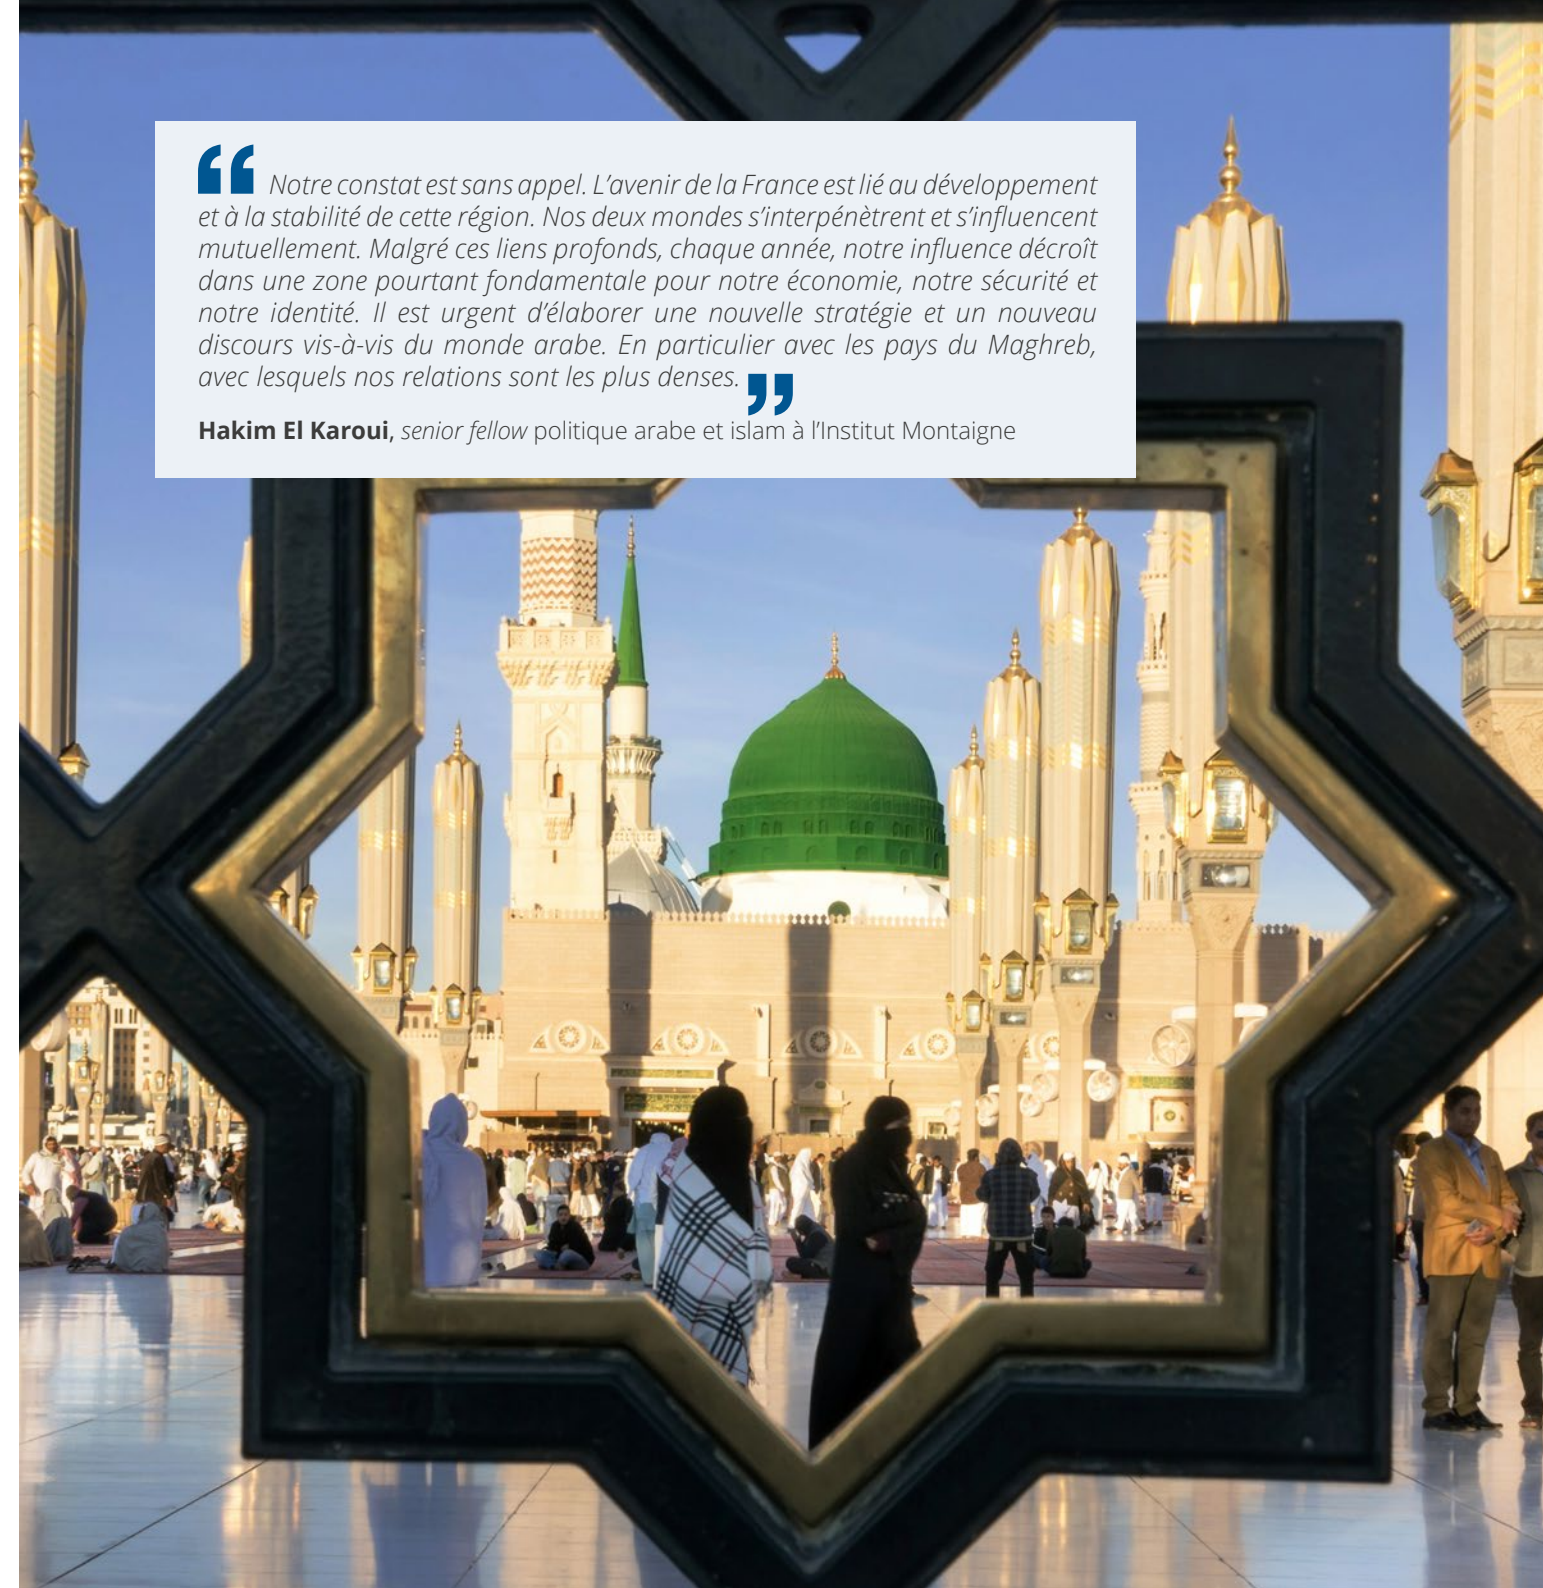 “ Notre constat est sans appel. L’avenir de la France est lié au développement
et à la stabilité de cette région. Nos deux mondes s’interpénètrent et s’influencent
mutuellement. Malgré ces liens profonds, chaque année, notre influence décroît
dans une zone pourtant fondamentale pour notre économie, notre sécurité et
notre identité. Il est urgent d’élaborer une nouvelle stratégie et un nouveau
discours vis-à-vis du monde arabe. En particulier avec les pays du Maghreb,
avec lesquels nos relations sont les plus denses. ”
Hakim El Karoui, senior fellow politique arabe et islam à l’Institut Montaigne